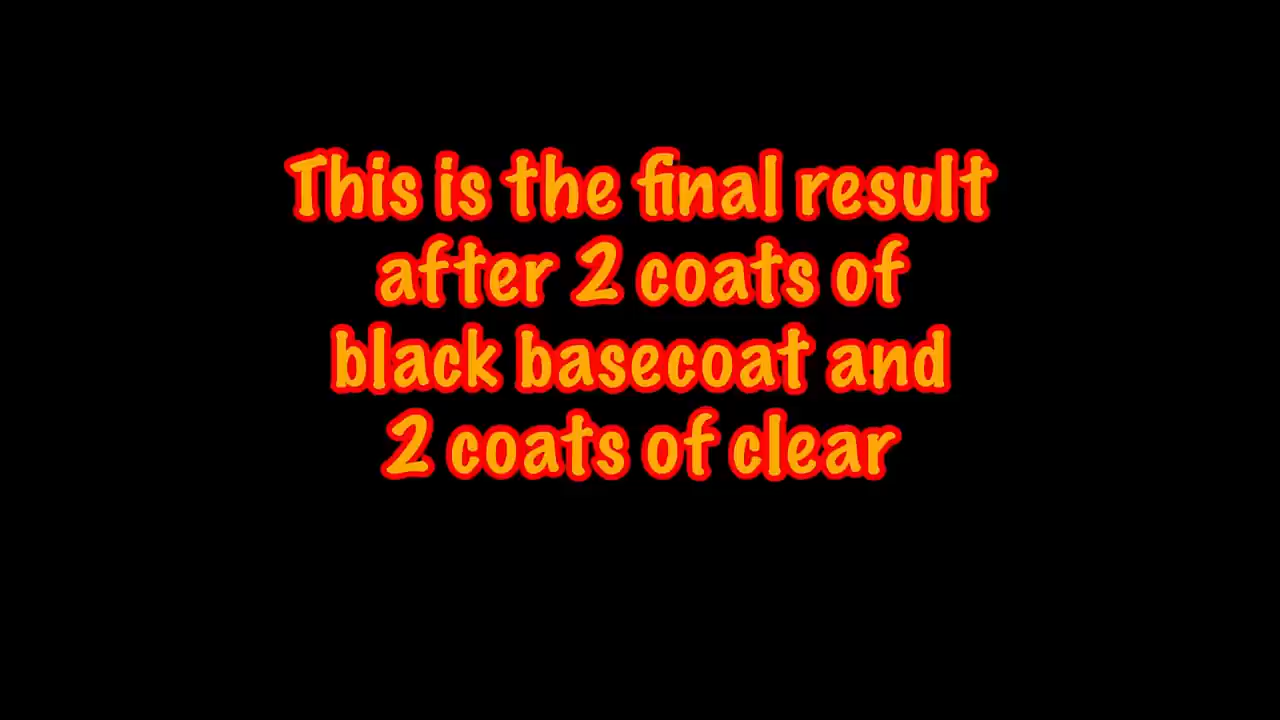 This is the final result
after 2 coats of
black basecoat and
2 coats of clear